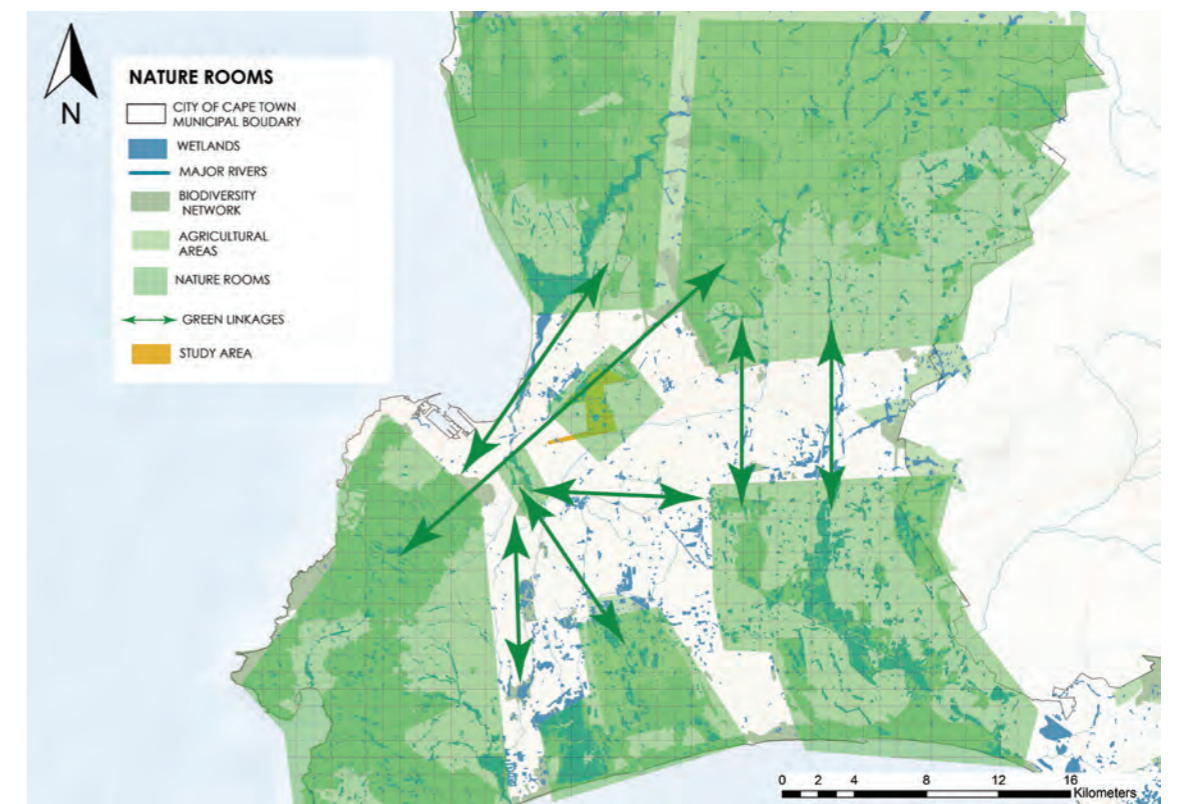 N
NATURE ROOMS
CITY OF CAPE TOWN
MUNICIPAL BOUDARY
WETLANDS
MAJOR RIVERS
BIODIVERSITY
NETWORK
AGRICULTURAL
AREAS
NATURE ROOMS
GREEN LINKAGES
STUDY AREA
0 2 4 8 12 16
Kilometers